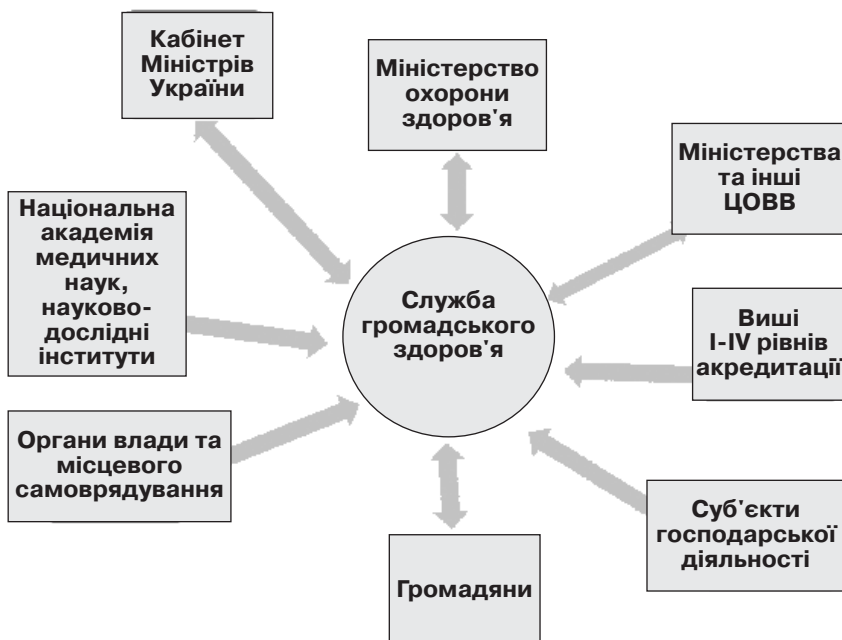 Кабінет
Міністрів
України
Міністерство
охорони
здоров'я
Міністерства
та інші
ЦОВВ
Національна
академія
медичних
наук,
науково-
дослідні
інститути
Служба
громадського
здоров'я
Виші
I-IV рівнів
акредитації
Органи влади та
місцевого
самоврядування
Суб'єкти
господарської
діяльності
Громадяни